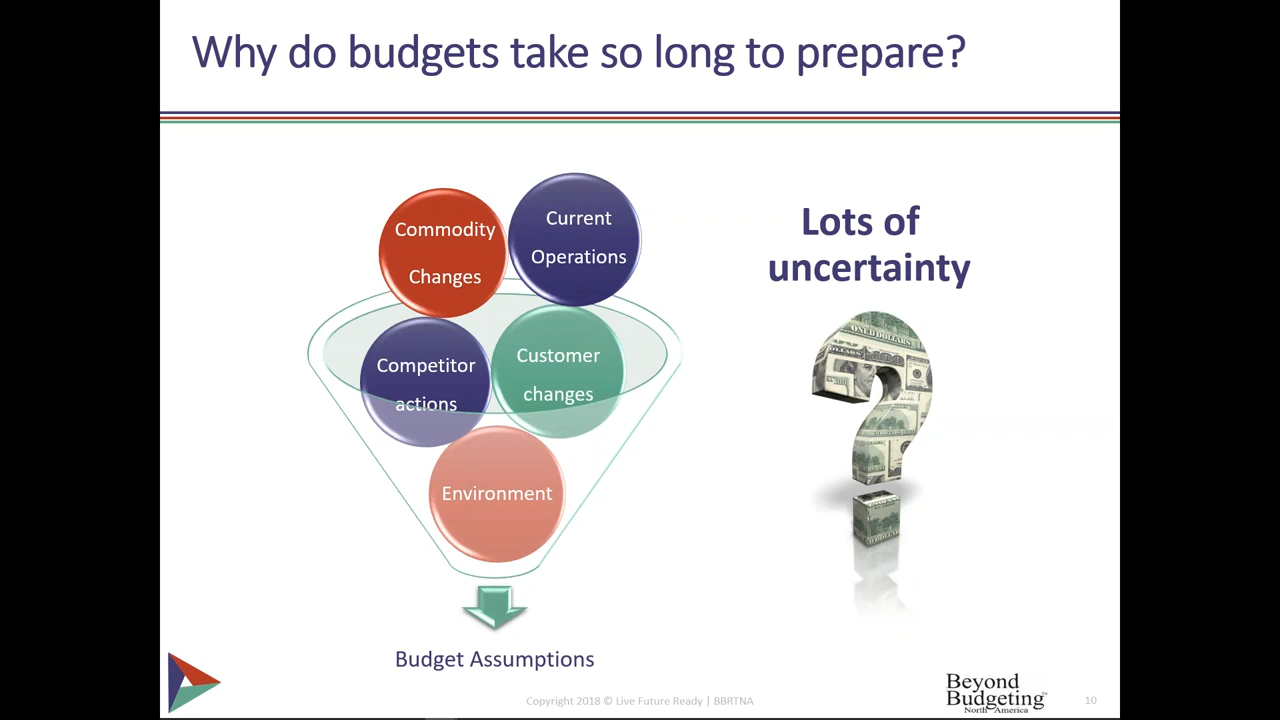 Why do budgets take so long to prepare?
Commodity
Changes
Current
Operations
Competitor
actions
Customer
changes
Environment
Budget Assumptions
Lots of
uncertainty
Copyright 2018 © Live Future Ready | BBRTNA
Beyond
Budgeting
North America
10